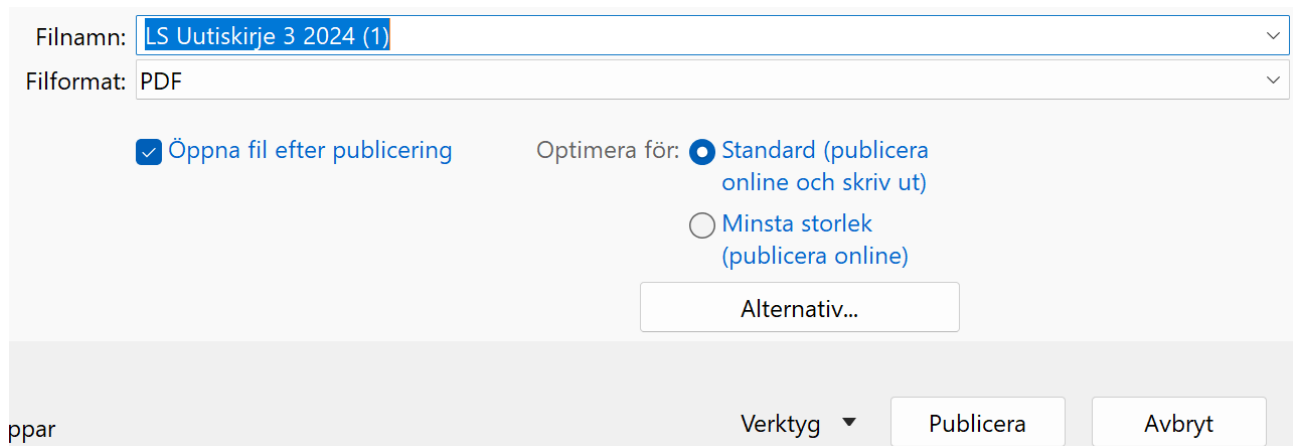 Filnamn: LS Uutiskirje 3 2024 (1)
Filformat: PDF
Öppna fil efter publicering
Optimera för: Standard (publicera
online och skriv ut)
Minsta storlek
(publicera online)
Alternativ...
ppar
Verktyg Publicera Avbryt